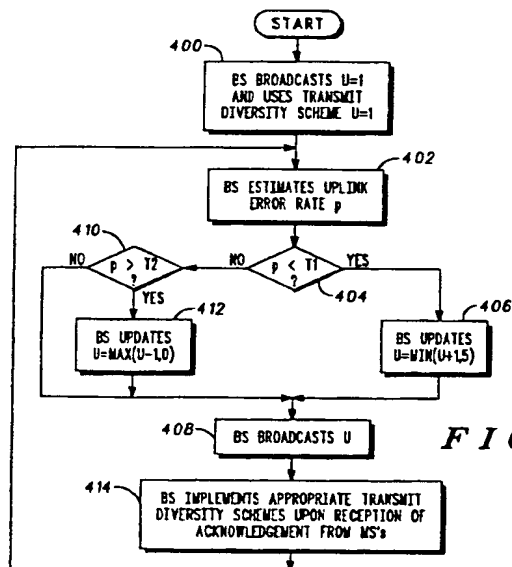 START
400
BS BROADCASTS U=1
AND USES TRANSMIT
DIVERSITY SCHEME U=1
402
BS ESTIMATES UPLINK
ERROR RATE p
410
NO
p > T2
?
YES
NO
p < T1
?
YES
404
412
BS UPDATES
U=MAX(U-1,0)
406
BS UPDATES
U=MIN(U+1,5)
408
BS BROADCASTS U
FIG
414
BS IMPLEMENTS APPROPRIATE TRANSMIT
DIVERSITY SCHEMES UPON RECEPTION OF
ACKNOWLEDGEMENT FROM MS's